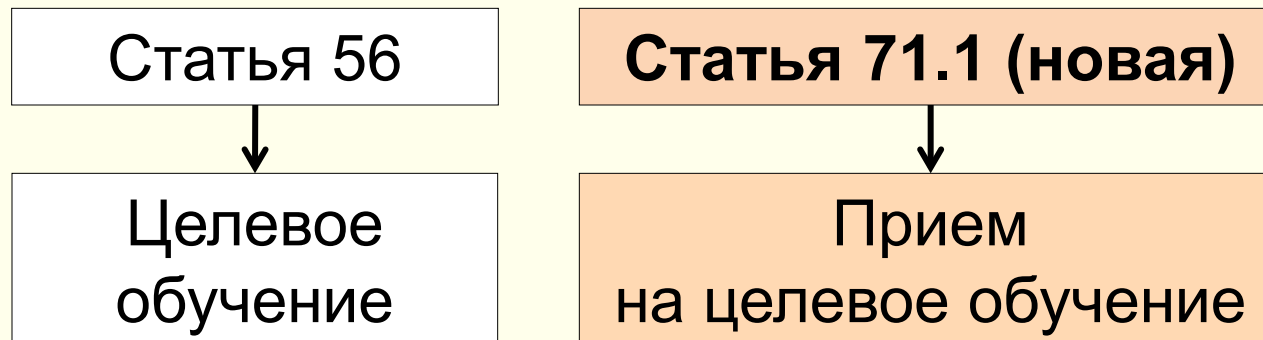 Статья 56
Статья 71.1 (новая)
Целевое
обучение
Прием
на целевое обучение